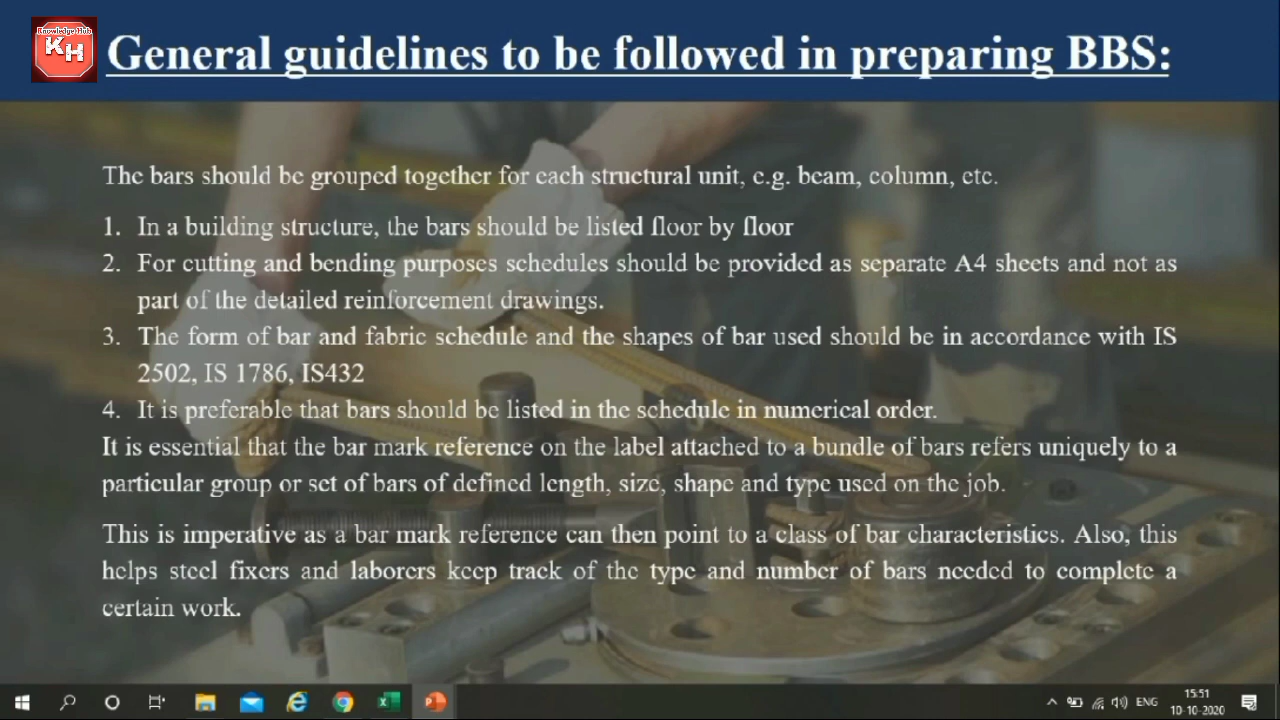 Knowledge Hub
KH
General guidelines to be followed in preparing BBS:
The bars should be grouped together for each structural unit, e.g. beam, column, etc.
1. In a building structure, the bars should be listed floor by floor
2. For cutting and bending purposes schedules should be provided as separate A4 sheets and not as
part of the detailed reinforcement drawings.
3. The form of bar and fabric schedule and the shapes of bar used should be in accordance with IS
2502, IS 1786, IS432
4. It is preferable that bars should be listed in the schedule in numerical order.
It is essential that the bar mark reference on the label attached to a bundle of bars refers uniquely to a
particular group or set of bars of defined length, size, shape and type used on the job.
This is imperative as a bar mark reference can then point to a class of bar characteristics. Also, this
helps steel fixers and laborers keep track of the type and number of bars needed to complete a
certain work.
ENG
15:51
10-10-2020